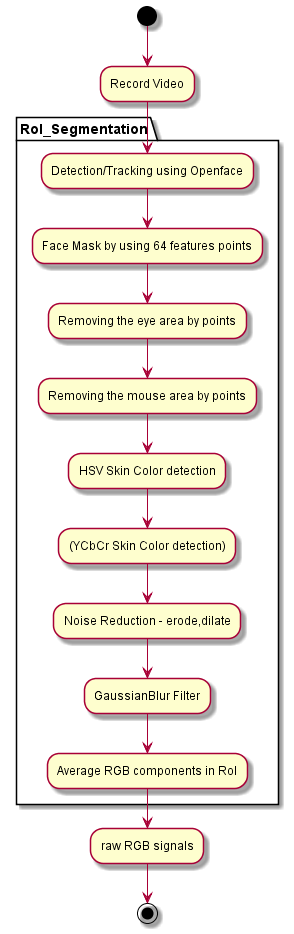 Record Video
RoI_Segmentation
Detection/Tracking using Openface
Face Mask by using 64 features points
Removing the eye area by points
Removing the mouse area by points
HSV Skin Color detection
(YCbCr Skin Color detection)
Noise Reduction - erode,dilate
GaussianBlur Filter
Average RGB components in RoI
raw RGB signals